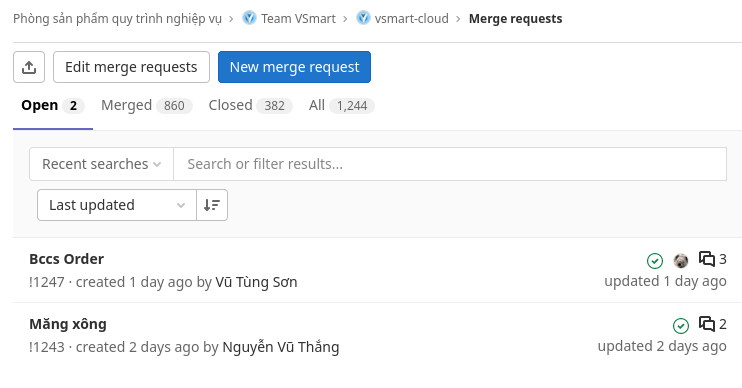 Phòng sản phẩm quy trình nghiệp vụ › Team VSmart › vsmart-cloud › Merge requests
Edit merge requests New merge request
Open 2 Merged 860 Closed 382 All 1,244
Recent searches Search or filter results...
Last updated
Bccs Order 3
!1247 · created 1 day ago by Vũ Tùng Sơn updated 1 day ago
Măng xông 2
!1243 · created 2 days ago by Nguyễn Vũ Thắng updated 2 days ago